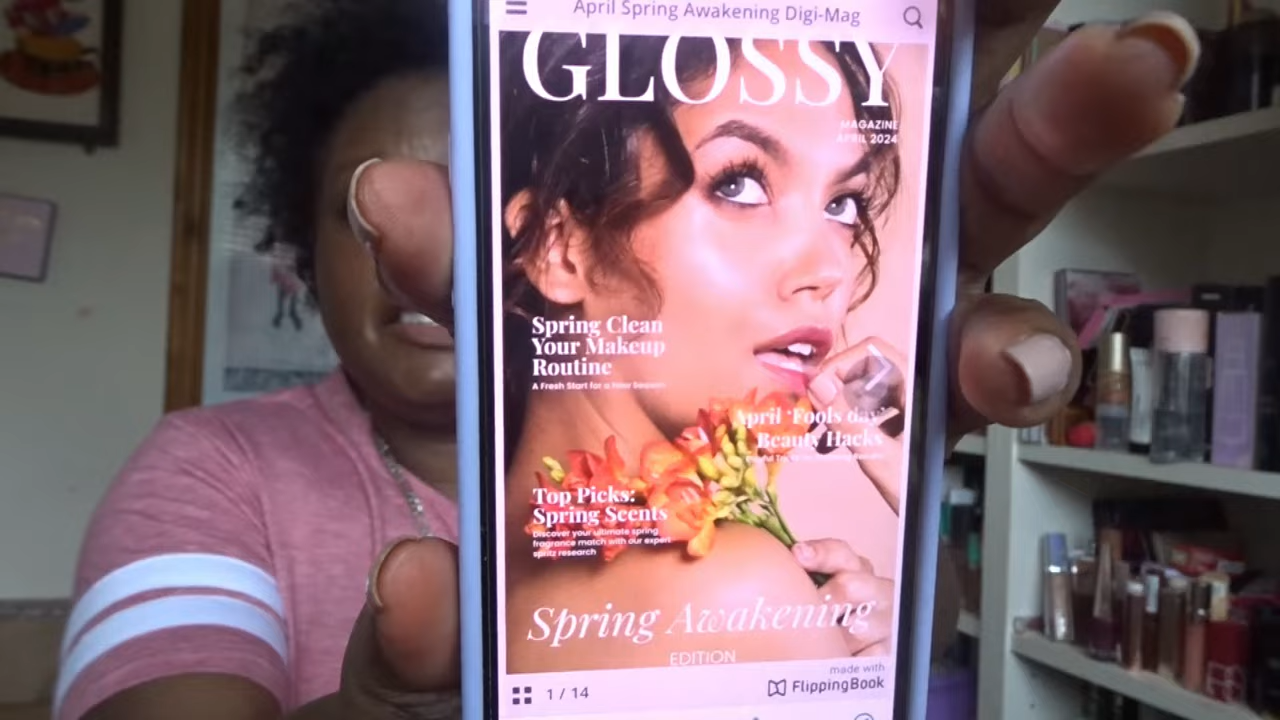 April Spring Awakening Digi-Mag
GLOSSY
MAGAZINE
APRIL 2024
Spring Clean
Your Makeup
Routine
A Fresh Start for a New Season
April 'Fools day'
Beauty Hacks
Top Picks:
Spring Scents
Discover your ultimate spring
fragrance match with our expert
spritz research
Spring Awakening
EDITION
1 / 14
made with
FlippingBook